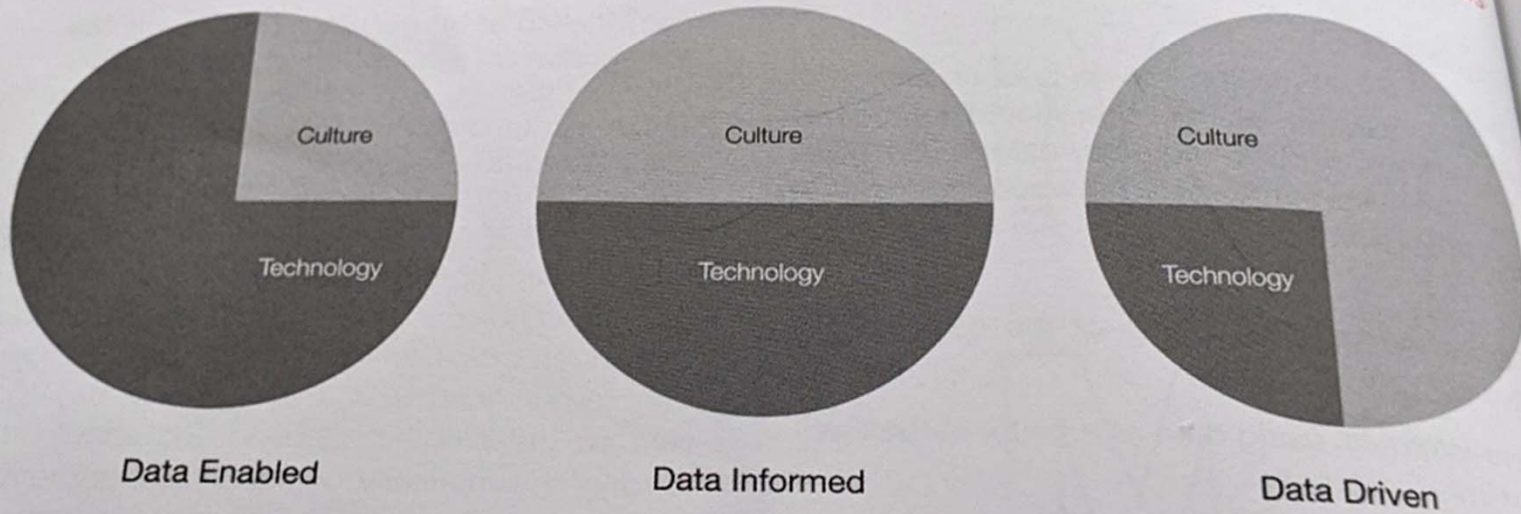 Culture
Technology
Data Enabled
Culture
Technology
Data Informed
Culture
Technology
Data Driven